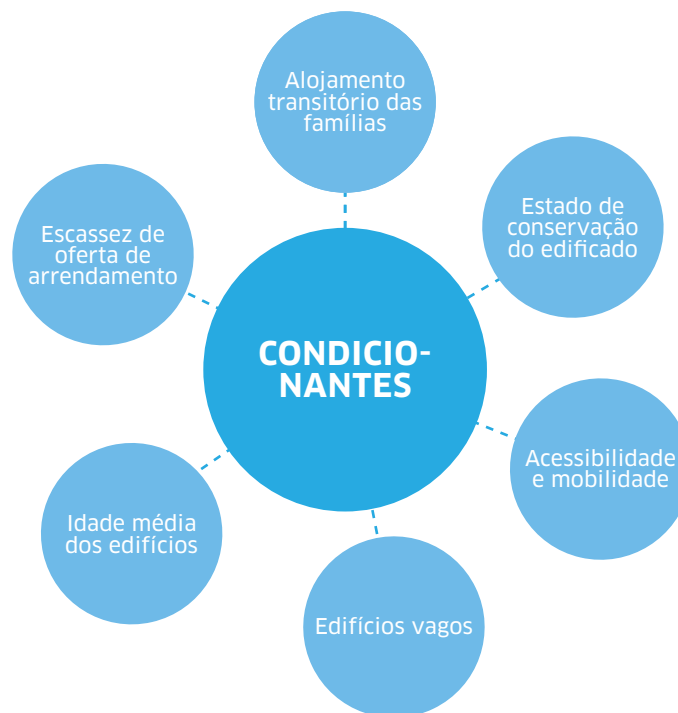 Alojamento
transitório das
famílias
Estado de
conservação
do edificado
Escassez de
oferta de
arrendamento
CONDICIO-
NANTES
Acessibilidade
e mobilidade
Idade média
dos edifícios
Edifícios vagos